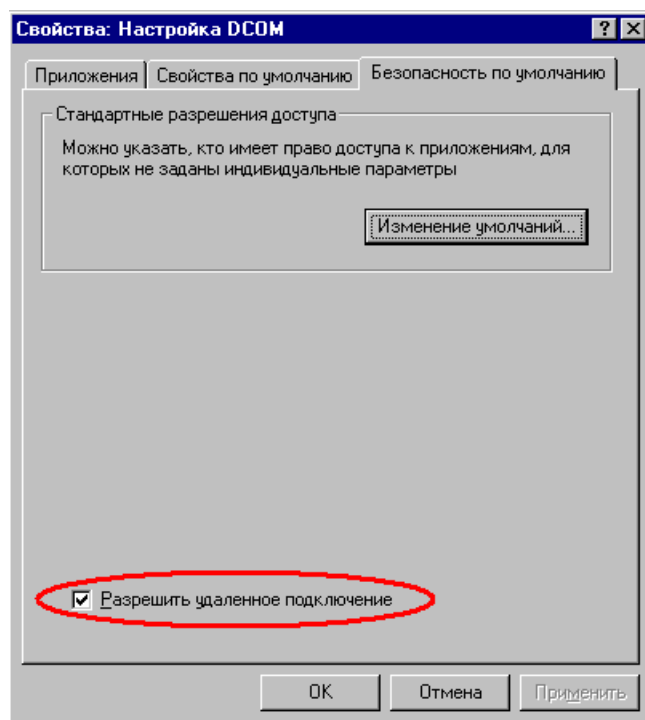 Свойства: Настройка DCOM
Приложения Свойства по умолчанию Безопасность по умолчанию
Стандартные разрешения доступа
Можно указать, кто имеет право доступа к приложениям, для
которых не заданы индивидуальные параметры
Изменение умолчаний...
Разрешить удаленное подключение
OK Отмена Применить